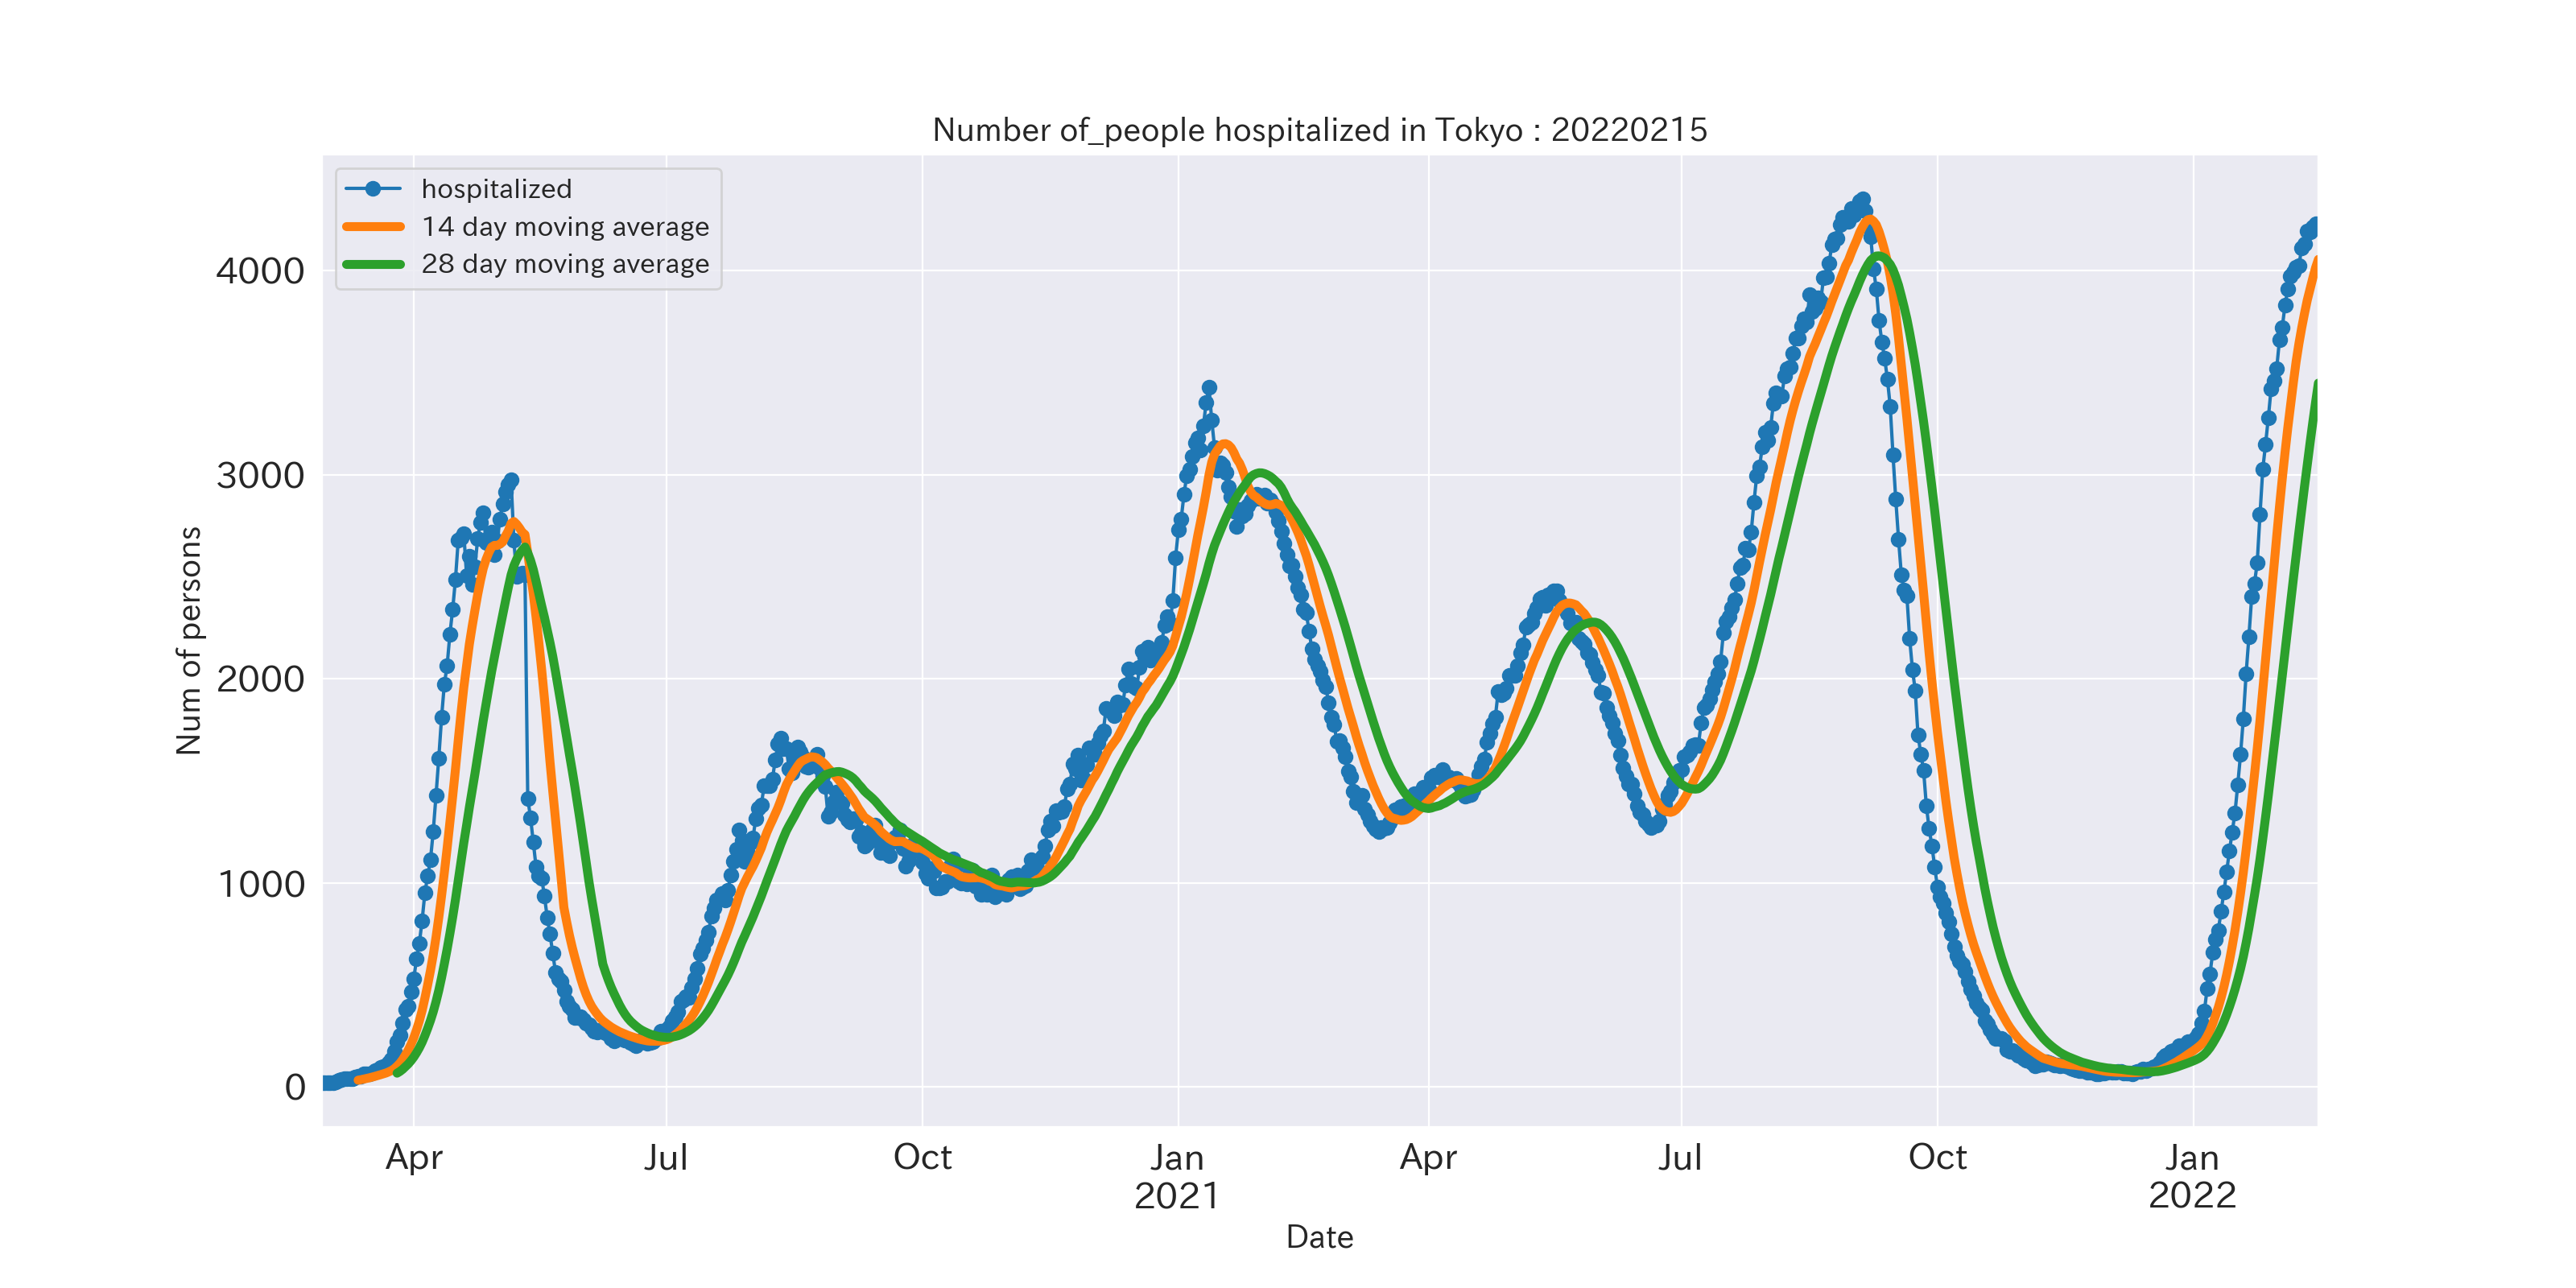 Number of_people hospitalized in Tokyo : 20220215
hospitalized
14 day moving average
28 day moving average
Num of persons
4000
3000
2000
1000
0
Apr Jul Oct Jan Apr Jul Oct Jan
2021 2022
Date